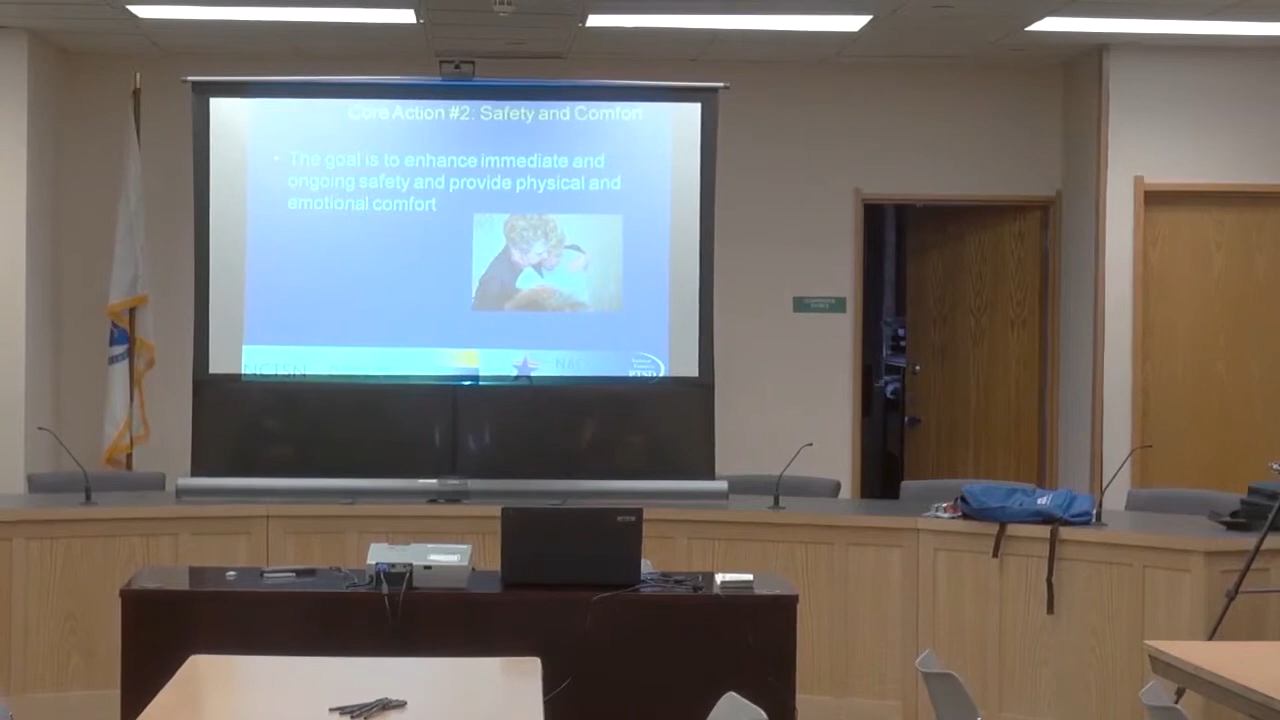 Core Action #2: Safety and Comfort
• The goal is to enhance immediate and
ongoing safety and provide physical and
emotional comfort
NCTSN
PTSD